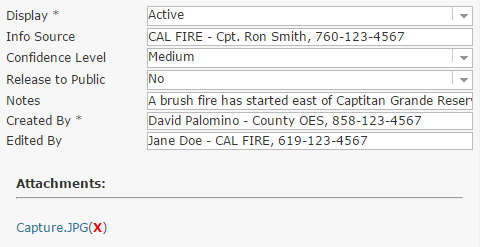 Display * Active
Info Source CAL FIRE - Cpt. Ron Smith, 760-123-4567
Confidence Level Medium
Release to Public No
Notes A brush fire has started east of Captitan Grande Reserv
Created By * David Palomino - County OES, 858-123-4567
Edited By Jane Doe - CAL FIRE, 619-123-4567
Attachments:
Capture.JPG(X)